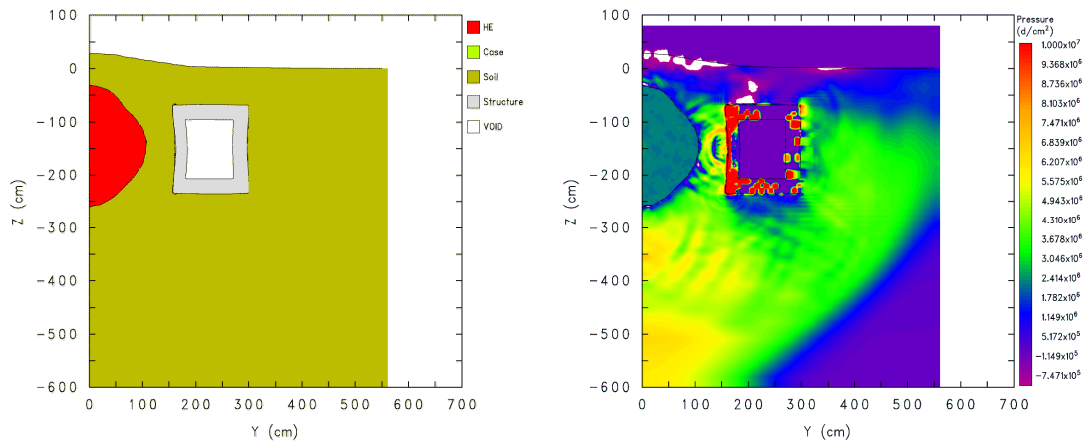 100
0
-100
-200
-300
-400
-500
-600
Z (cm)
0 100 200 300 400 500 600 700
Y (cm)
HE
Case
Soil
Structure
VOID
100
0
-100
-200
-300
-400
-500
-600
Z (cm)
0 100 200 300 400 500 600 700
Y (cm)
Pressure
(d/cm²)
1.000x10⁷
9.368x10⁶
8.736x10⁶
8.103x10⁶
7.471x10⁶
6.839x10⁶
6.207x10⁶
5.575x10⁶
4.943x10⁶
4.310x10⁶
3.678x10⁶
3.046x10⁶
2.414x10⁶
1.782x10⁶
1.149x10⁶
5.172x10⁵
-1.149x10⁵
-7.471x10⁵